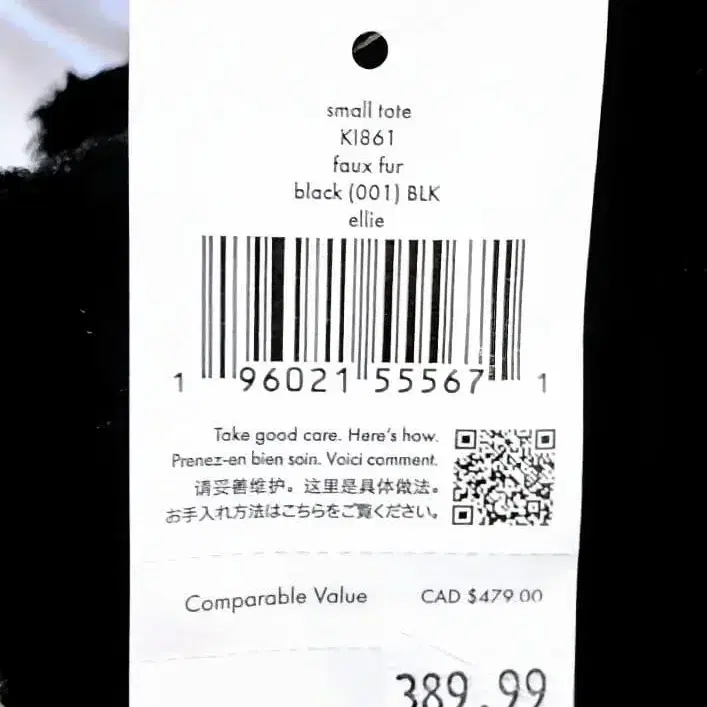 small tote
KI861
faux fur
black (001) BLK
ellie
1 96021 55567 1
Take good care. Here's how.
Prenez-en bien soin. Voici comment.
请妥善维护。这里是具体做法。
お手入れ方法はこちらをご覧ください。
Comparable Value CAD $479.00
389.99